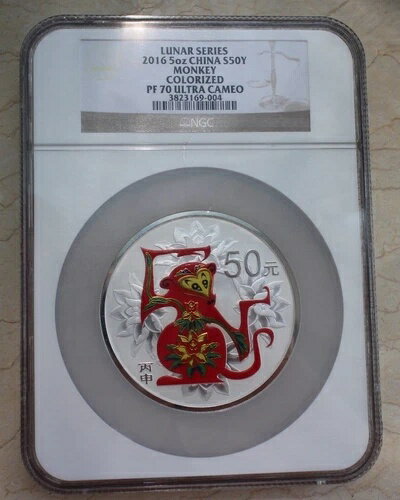 LUNAR SERIES
2016 5oz CHINA S50Y
MONKEY
COLORIZED
PF 70 ULTRA CAMEO
3823169-004
NGC
50元
丙
申